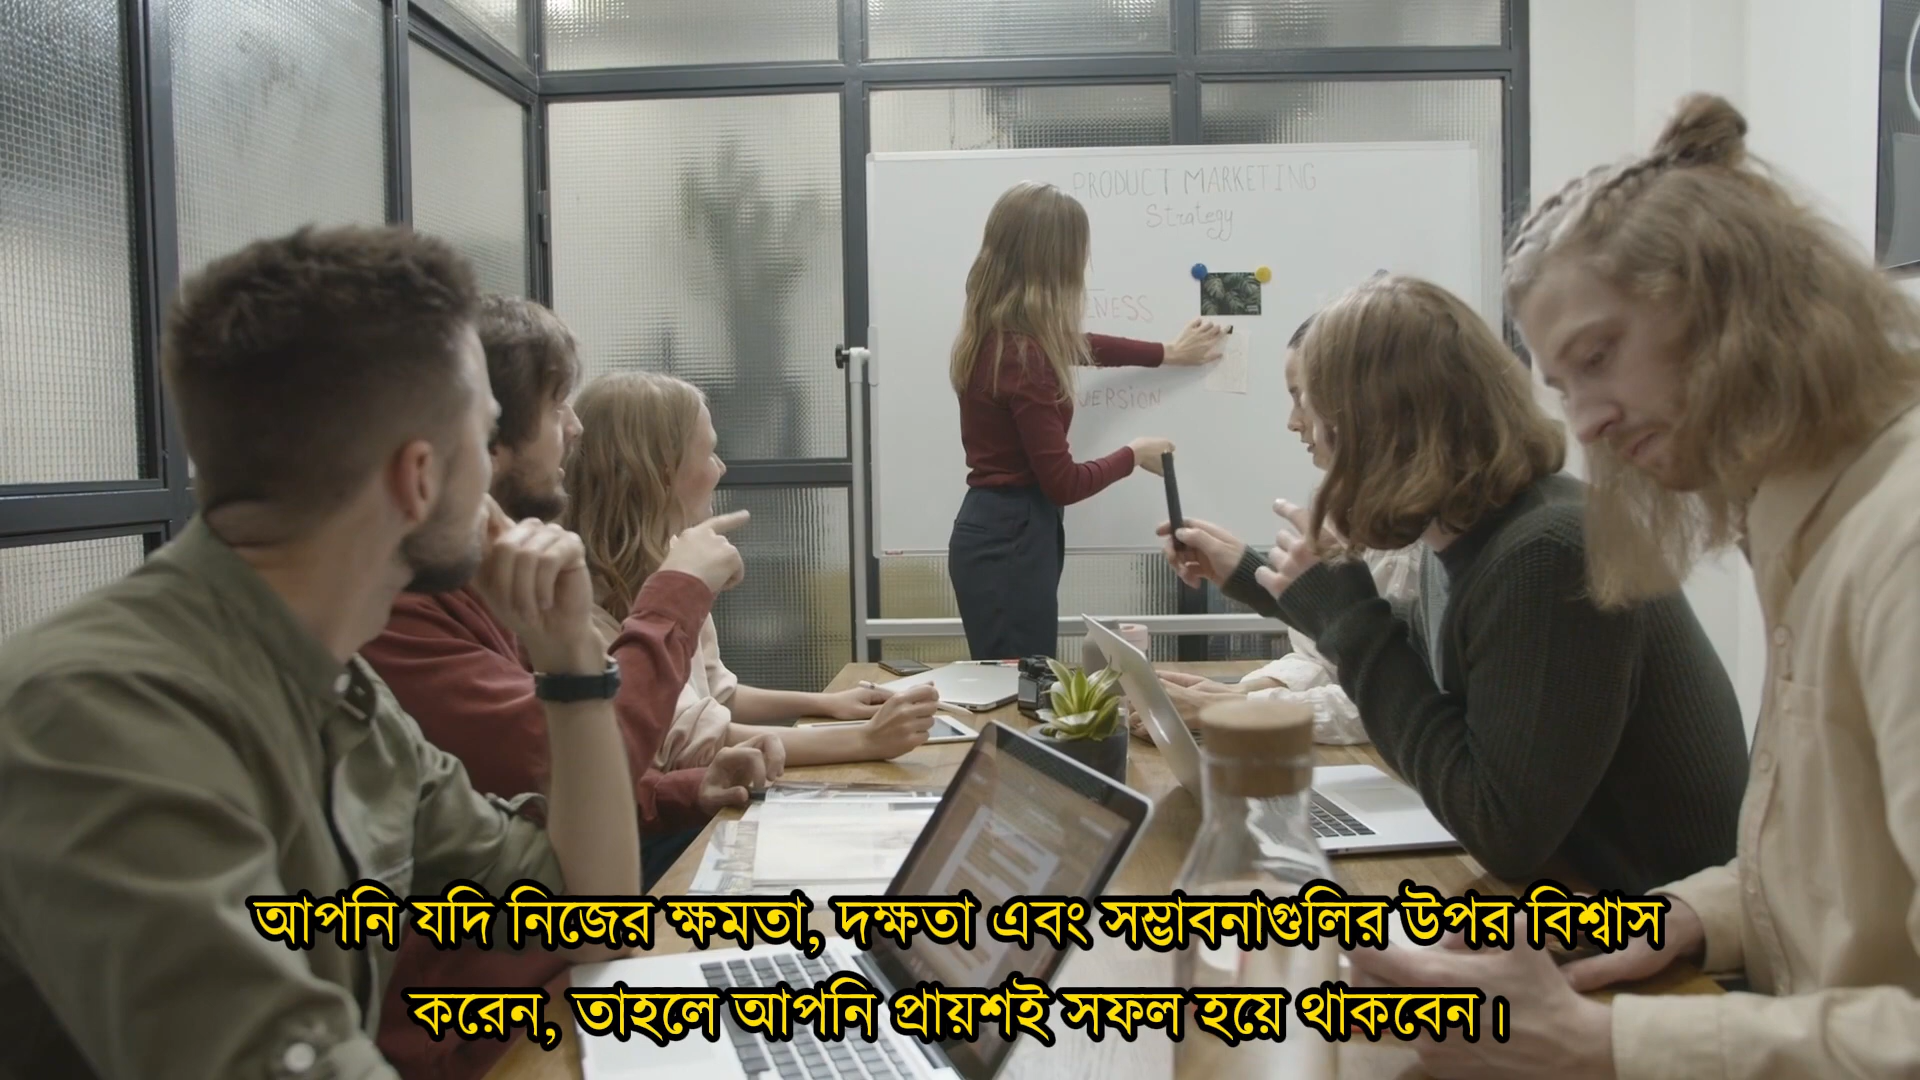 PRODUCT MARKETING
Strategy
আপনি যদি নিজের ক্ষমতা, দক্ষতা এবং সম্ভাবনাগুলির উপর বিশ্বাস
করেন, তাহলে আপনি প্রায়শই সফল হয়ে থাকবেন।